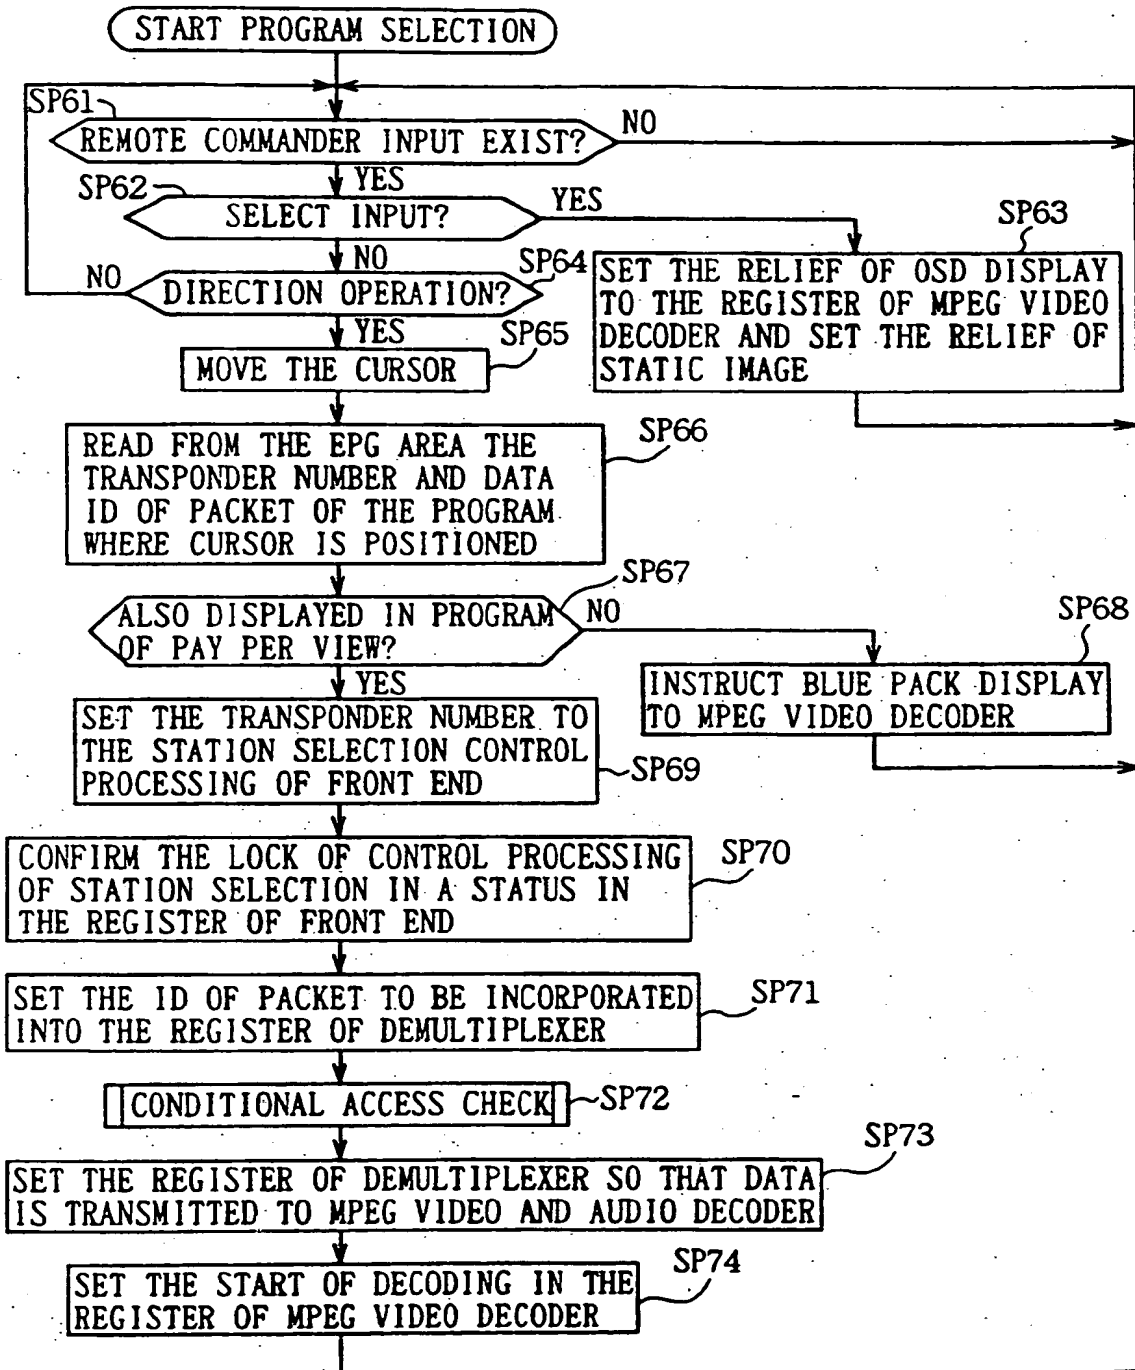 START PROGRAM SELECTION
SP61
REMOTE COMMANDER INPUT EXIST?
NO
YES
SP62
SELECT INPUT?
YES
SP63
SET THE RELIEF OF OSD DISPLAY
TO THE REGISTER OF MPEG VIDEO
DECODER AND SET THE RELIEF OF
STATIC IMAGE
NO
SP64
NO
DIRECTION OPERATION?
YES
SP65
MOVE THE CURSOR
SP66
READ FROM THE EPG AREA THE
TRANSPONDER NUMBER AND DATA
ID OF PACKET OF THE PROGRAM
WHERE CURSOR IS POSITIONED
SP67
ALSO DISPLAYED IN PROGRAM
OF PAY PER VIEW?
NO
SP68
INSTRUCT BLUE PACK DISPLAY
TO MPEG VIDEO DECODER
YES
SET THE TRANSPONDER NUMBER TO
THE STATION SELECTION CONTROL
PROCESSING OF FRONT END
SP69
CONFIRM THE LOCK OF CONTROL PROCESSING
OF STATION SELECTION IN A STATUS IN
THE REGISTER OF FRONT END
SP70
SET THE ID OF PACKET TO BE INCORPORATED
INTO THE REGISTER OF DEMULTIPLEXER
SP71
CONDITIONAL ACCESS CHECK
SP72
SP73
SET THE REGISTER OF DEMULTIPLEXER SO THAT DATA
IS TRANSMITTED TO MPEG VIDEO AND AUDIO DECODER
SP74
SET THE START OF DECODING IN THE
REGISTER OF MPEG VIDEO DECODER